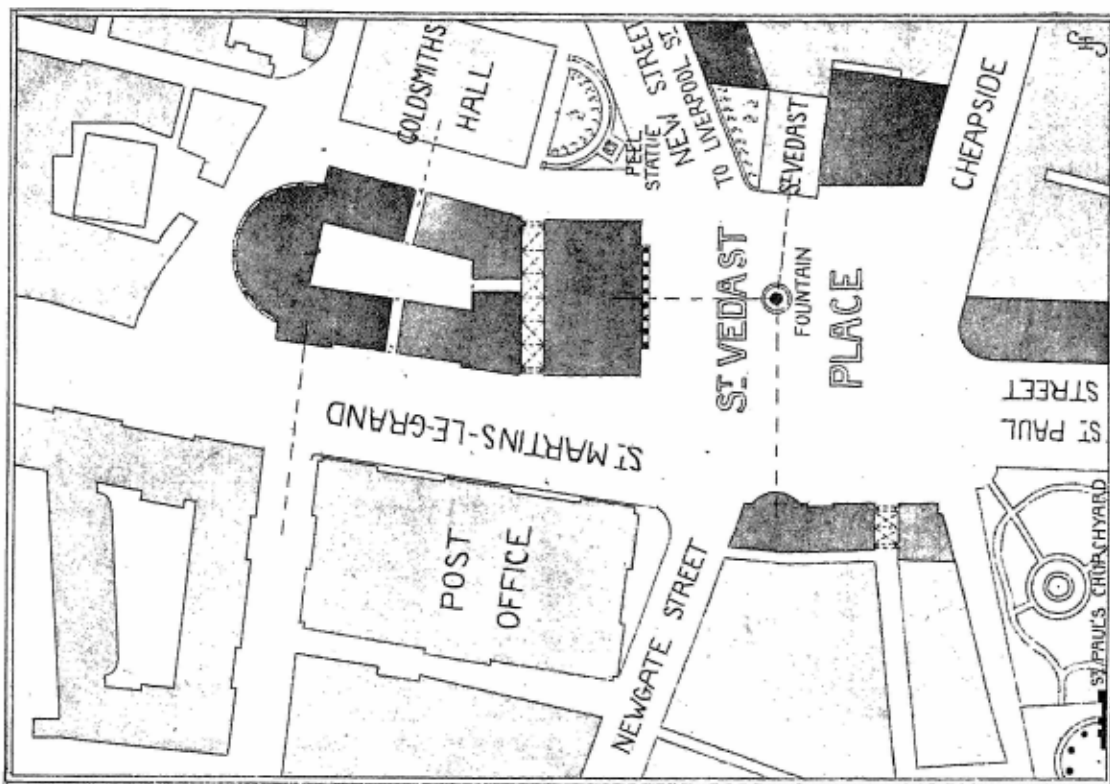 GOLDSMITHS
HALL
PEEL
STATUE
NEW STREET
TO LIVERPOOL ST.
ST VEDAST
CHEAPSIDE
ST VEDAST
PLACE
FOUNTAIN
ST MARTINS-LE-GRAND
ST PAUL
STREET
POST
OFFICE
NEWGATE STREET
ST PAUL'S CHURCHYARD